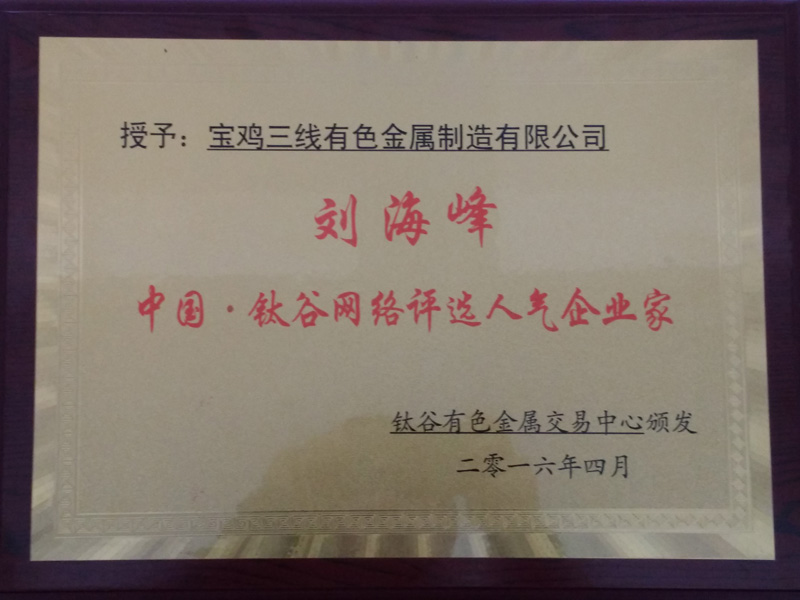 授予：宝鸡三线有色金属制造有限公司
刘海峰
中国·钛谷网络评选人气企业家
钛谷有色金属交易中心颁发
二零一六年四月